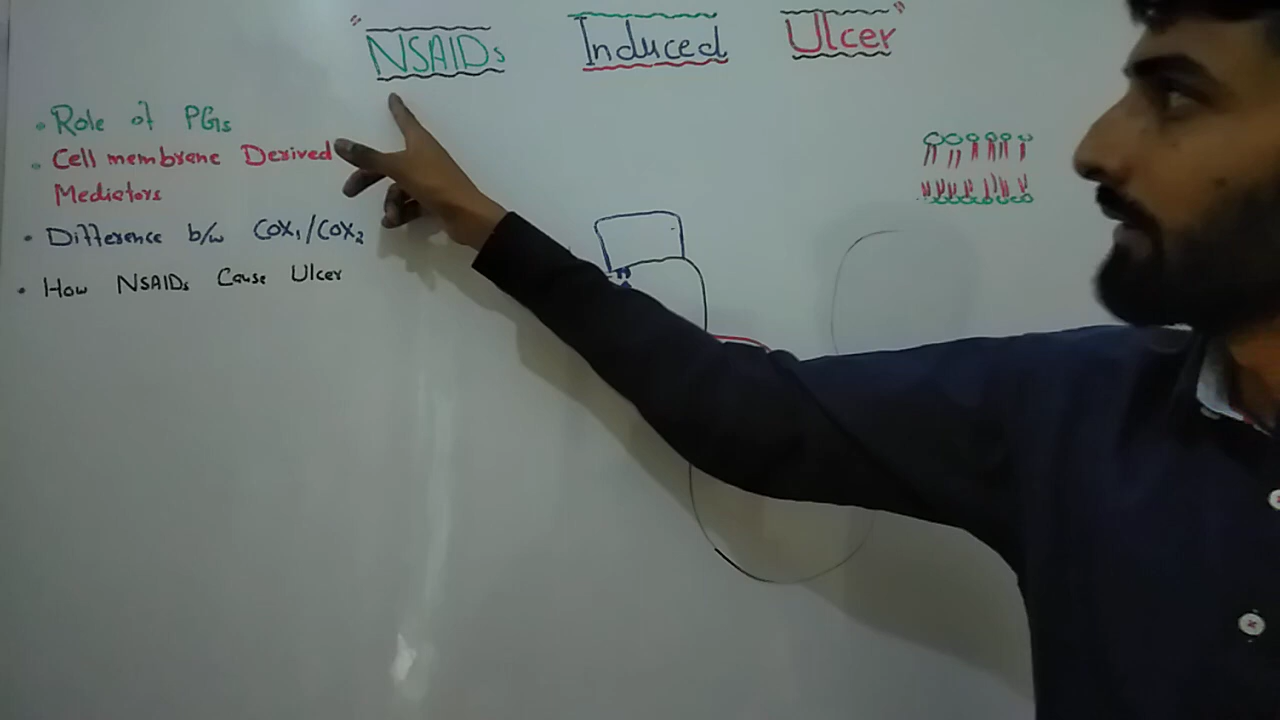 "NSAIDs Induced Ulcer"
• Role of PGs
• Cell membrane Derived
Mediators
• Difference b/w COX₁/COX₂
• How NSAIDs Cause Ulcer